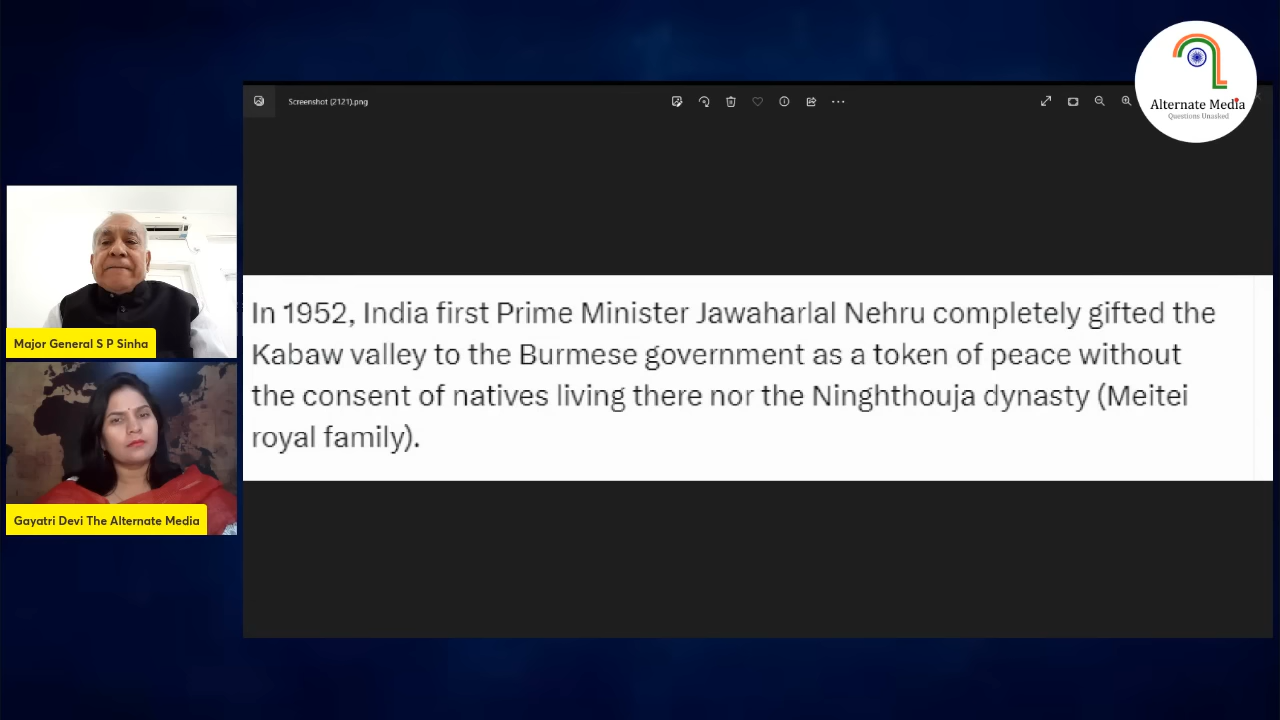 Alternate Media
Questions Unasked
Screenshot (2121).png
Major General S P Sinha
Gayatri Devi The Alternate Media
In 1952, India first Prime Minister Jawaharlal Nehru completely gifted the
Kabaw valley to the Burmese government as a token of peace without
the consent of natives living there nor the Ninghthouja dynasty (Meitei
royal family).